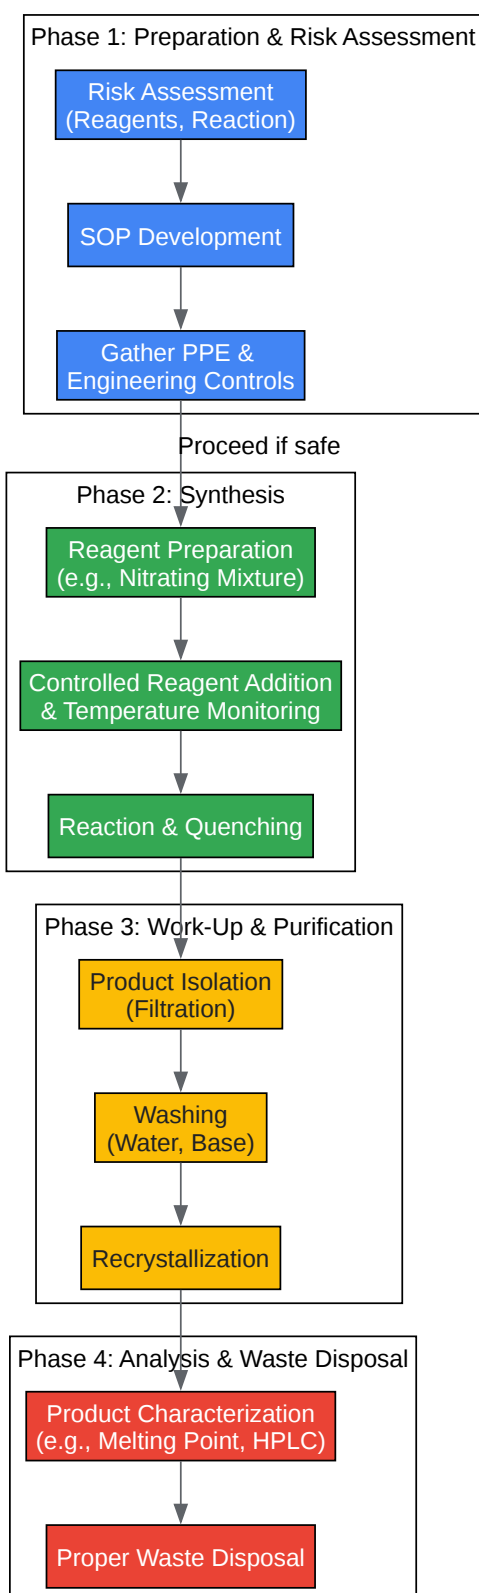 Phase 1: Preparation & Risk Assessment
Risk Assessment
(Reagents, Reaction)
SOP Development
Gather PPE &
Engineering Controls
Proceed if safe
Phase 2: Synthesis
Reagent Preparation
(e.g., Nitrating Mixture)
Controlled Reagent Addition
& Temperature Monitoring
Reaction & Quenching
Phase 3: Work-Up & Purification
Product Isolation
(Filtration)
Washing
(Water, Base)
Recrystallization
Phase 4: Analysis & Waste Disposal
Product Characterization
(e.g., Melting Point, HPLC)
Proper Waste Disposal